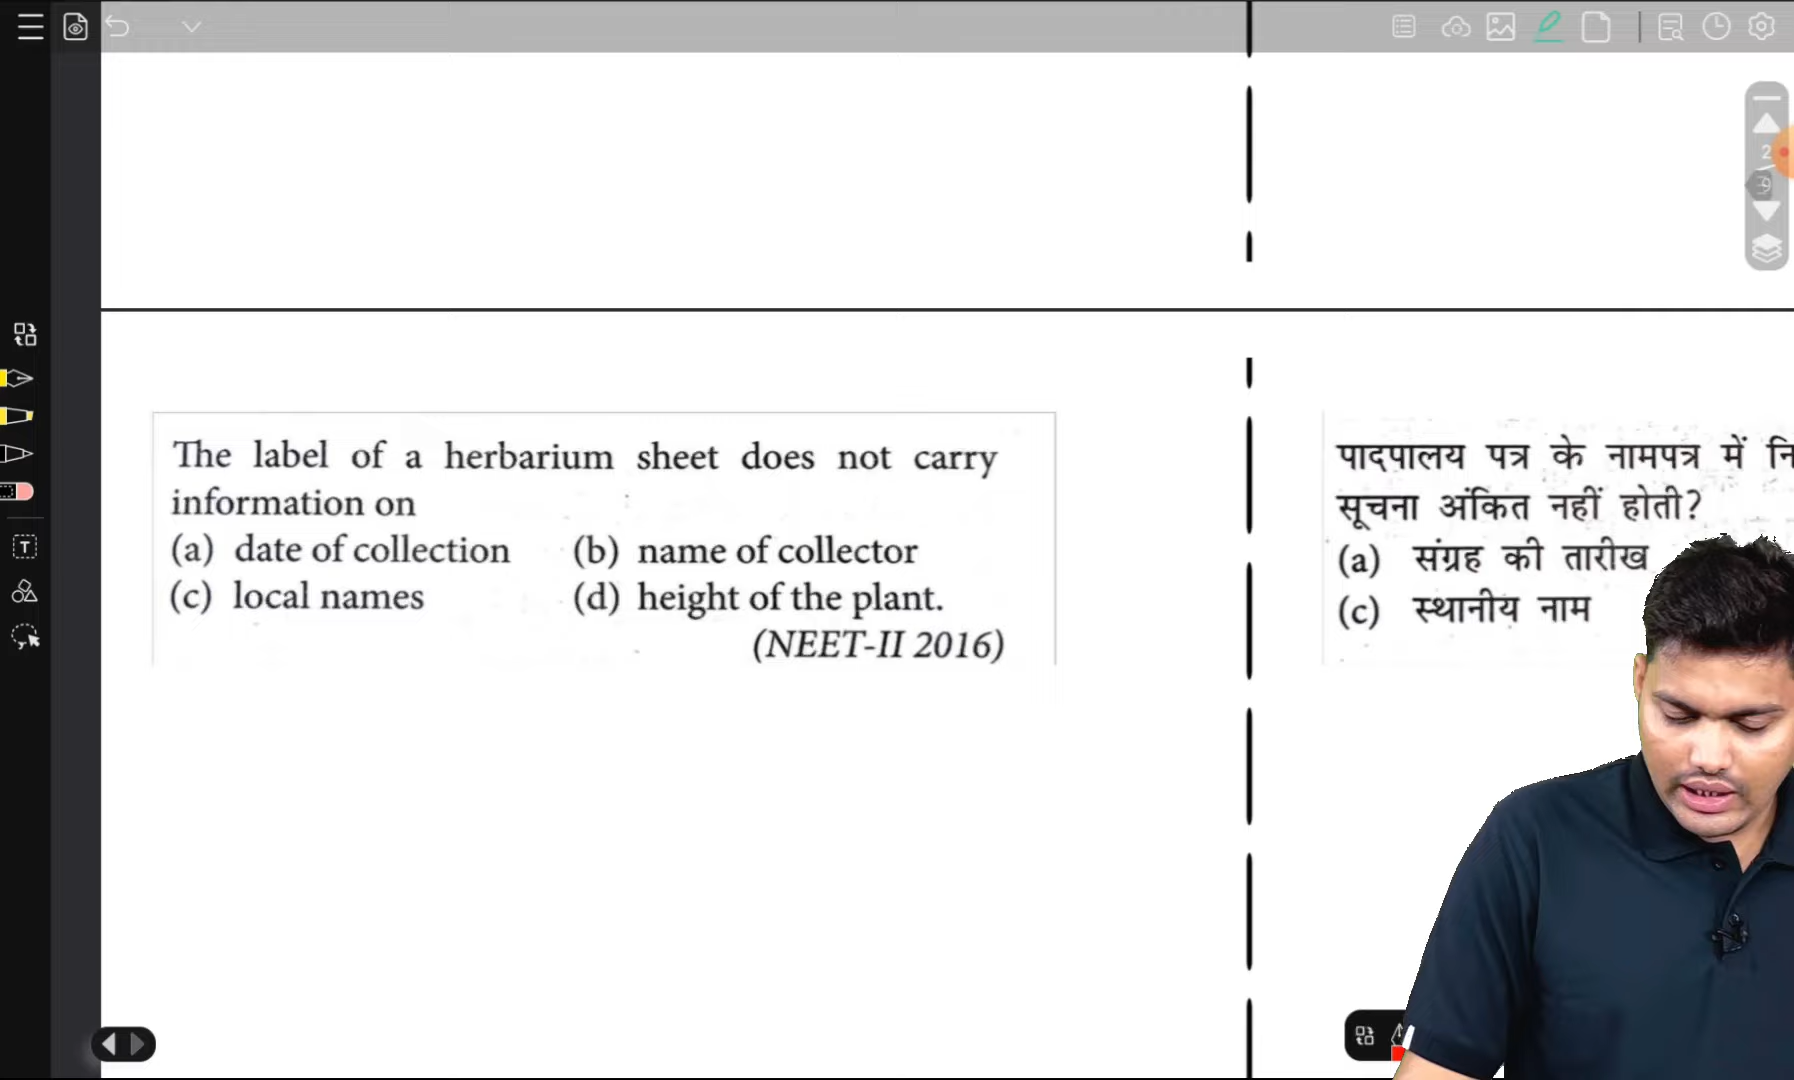 The label of a herbarium sheet does not carry
information on
(a) date of collection (b) name of collector
(c) local names (d) height of the plant.
(NEET-II 2016)
पादपालय पत्र के नामपत्र में
सूचना अंकित नहीं होती?
(a) संग्रह की तारीख
(c) स्थानीय नाम
2
T